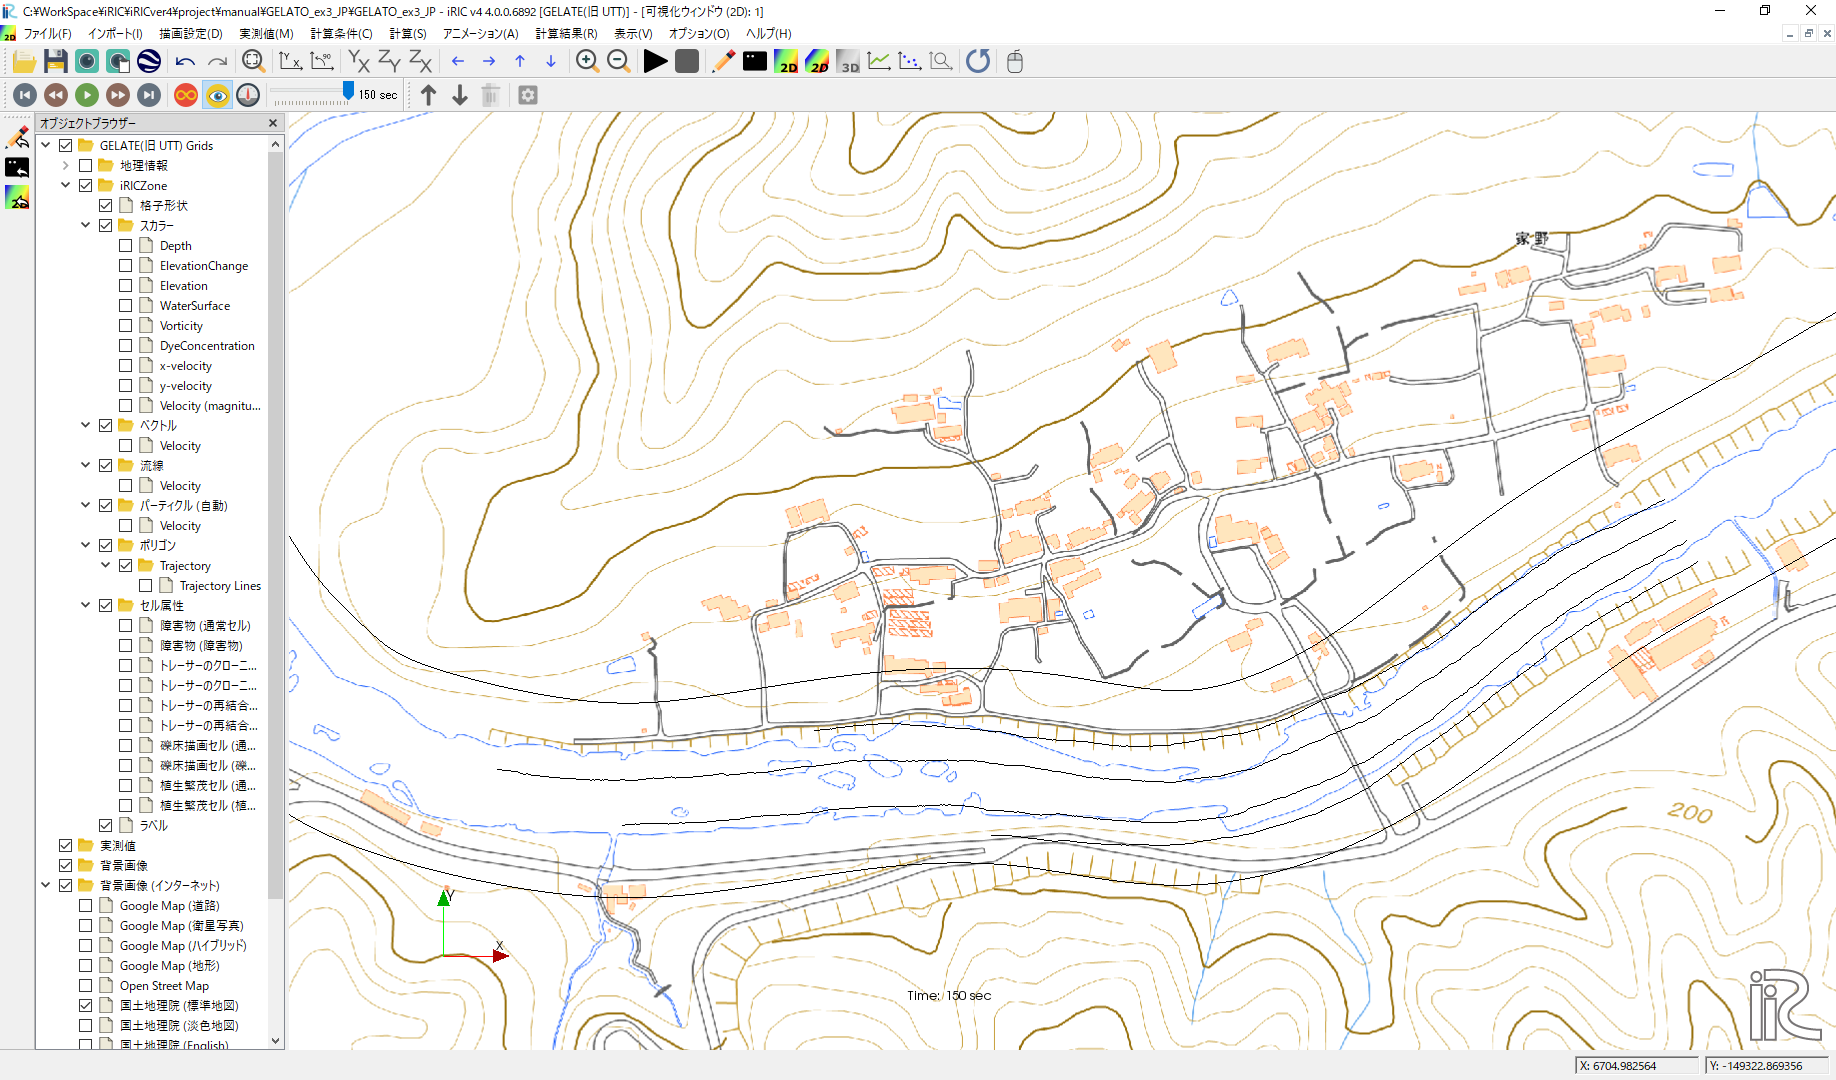 C:¥WorkSpace¥iRIC¥iRICver4¥project¥manual¥GELATO_ex3_JP¥GELATO_ex3_JP - iRIC v4 4.0.0.6892 [GELATE(旧 UTT)] - [可視化ウィンドウ (2D): 1]
ファイル(F) インポート(I) 描画設定(D) 実測値(M) 計算条件(C) 計算(S) アニメーション(A) 計算結果(R) 表示(V) オプション(O) ヘルプ(H)
YX ZY ZX 2D 2D 3D
150 sec
オブジェクトブラウザー
GELATE(旧 UTT) Grids
地理情報
iRICZone
格子形状
スカラー
Depth
ElevationChange
Elevation
WaterSurface
Vorticity
DyeConcentration
x-velocity
y-velocity
Velocity (magnitu...
ベクトル
Velocity
流線
Velocity
パーティクル (自動)
Velocity
ポリゴン
Trajectory
Trajectory Lines
セル属性
障害物 (通常セル)
障害物 (障害物)
トレーサーのクローニ...
トレーサーのクローニ...
トレーサーの再結合...
トレーサーの再結合...
礫床描画セル (通...
礫床描画セル (礫...
植生繁茂セル (通...
植生繁茂セル (植...
ラベル
実測値
背景画像
背景画像 (インターネット)
Google Map (道路)
Google Map (衛星写真)
Google Map (ハイブリッド)
Google Map (地形)
Open Street Map
国土地理院 (標準地図)
国土地理院 (淡色地図)
国土地理院 (English)
家野
200
Y
X
Time: 150 sec
iRIC
X: 6704.982564
Y: -149322.869356